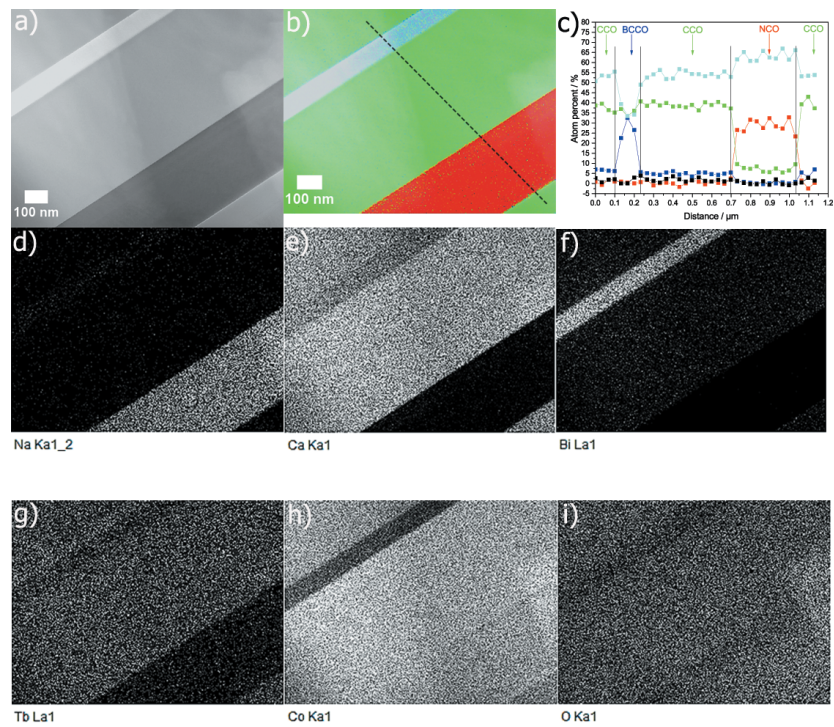 a)
100 nm
b)
100 nm
c)
CCO BCCO CCO NCO CCO
Atom percent / %
80
75
70
65
60
55
50
45
40
35
30
25
20
15
10
5
0
-5
0.0 0.1 0.2 0.3 0.4 0.5 0.6 0.7 0.8 0.9 1.0 1.1 1.2
Distance / µm
d)
Na Ka1_2
e)
Ca Ka1
f)
Bi La1
g)
Tb La1
h)
Co Ka1
i)
O Ka1